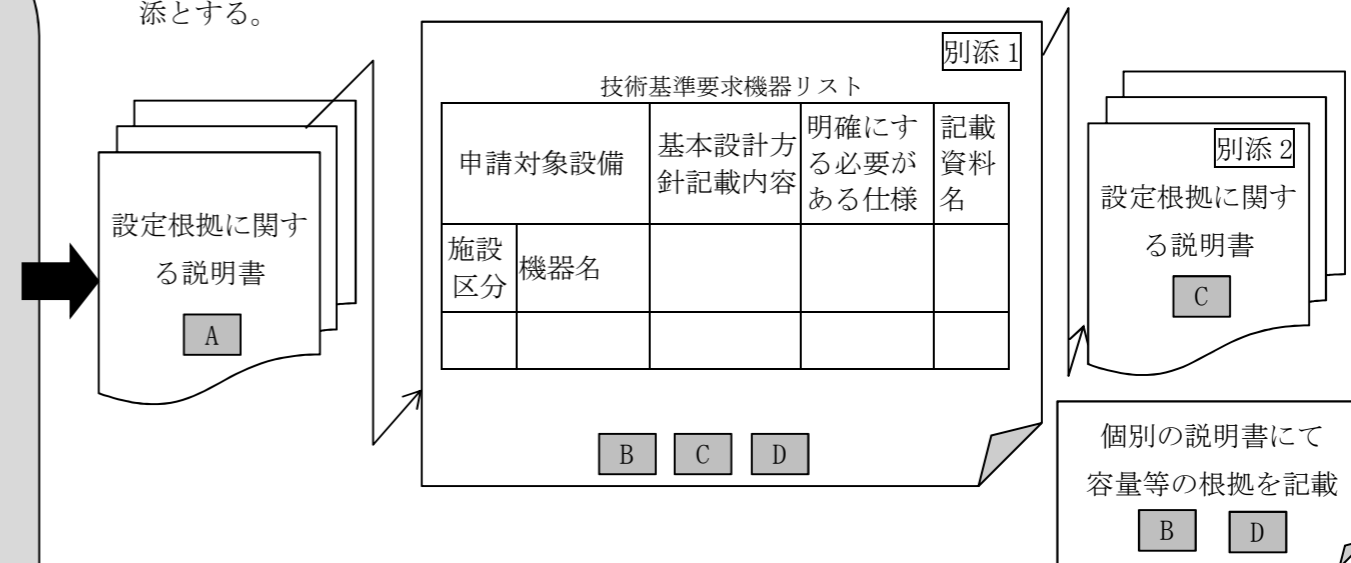 添とする。
設定根拠に関す
る説明書
A
別添 1
技術基準要求機器リスト
申請対象設備
基本設計方
針記載内容
明確にす
る必要が
ある仕様
記載
資料
名
施設
区分
機器名
B
C
D
別添 2
設定根拠に関す
る説明書
C
個別の説明書にて
容量等の根拠を記載
B
D